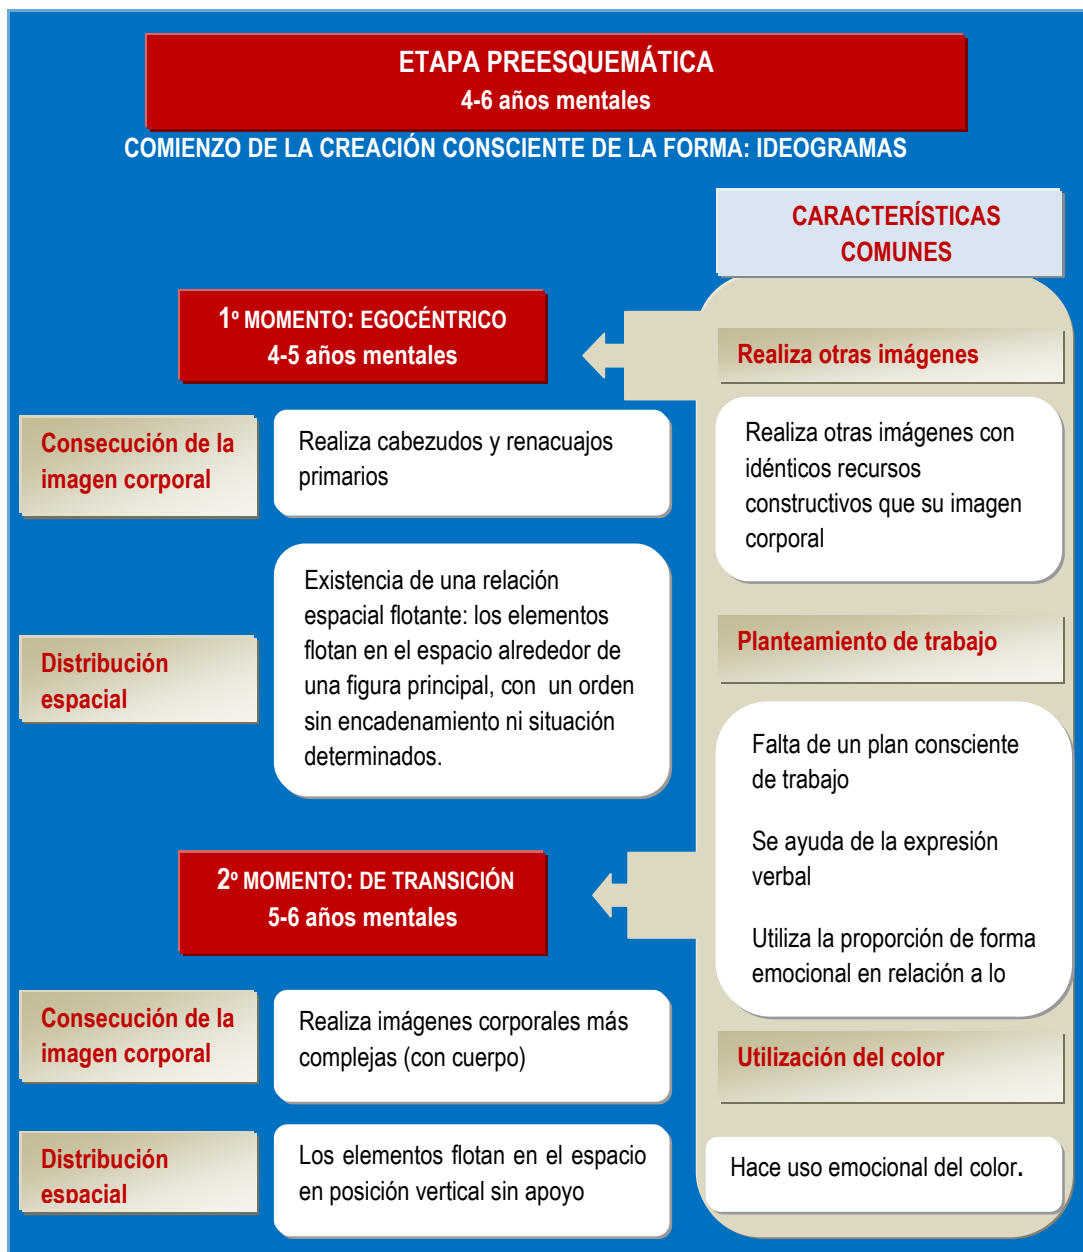 ETAPA PREESQUEMÁTICA
4-6 años mentales
COMIENZO DE LA CREACIÓN CONSCIENTE DE LA FORMA: IDEOGRAMAS
CARACTERÍSTICAS
COMUNES
1º MOMENTO: EGOCÉNTRICO
4-5 años mentales
Consecución de la
imagen corporal
Realiza cabezudos y renacuajos
primarios
Distribución
espacial
Existencia de una relación
espacial flotante: los elementos
flotan en el espacio alrededor de
una figura principal, con un orden
sin encadenamiento ni situación
determinados.
2º MOMENTO: DE TRANSICIÓN
5-6 años mentales
Consecución de la
imagen corporal
Realiza imágenes corporales más
complejas (con cuerpo)
Distribución
espacial
Los elementos flotan en el espacio
en posición vertical sin apoyo
Realiza otras imágenes
Realiza otras imágenes con
idénticos recursos
constructivos que su imagen
corporal
Planteamiento de trabajo
Falta de un plan consciente
de trabajo
Se ayuda de la expresión
verbal
Utiliza la proporción de forma
emocional en relación a lo
Utilización del color
Hace uso emocional del color.